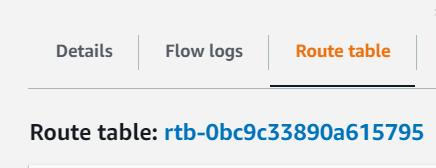 Details Flow logs Route table
Route table: rtb-0bc9c33890a615795